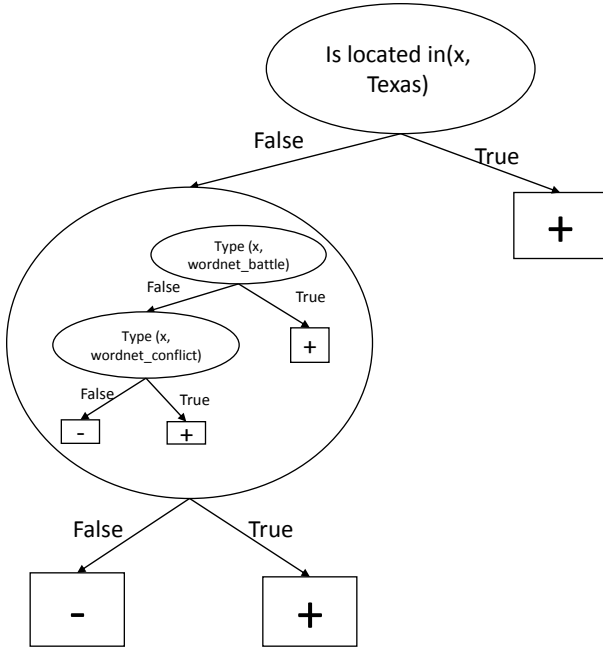 Is located in(x,
Texas)
False
True
+
Type (x,
wordnet_battle)
False
True
+
Type (x,
wordnet_conflict)
False
True
-
+
False
True
-
+